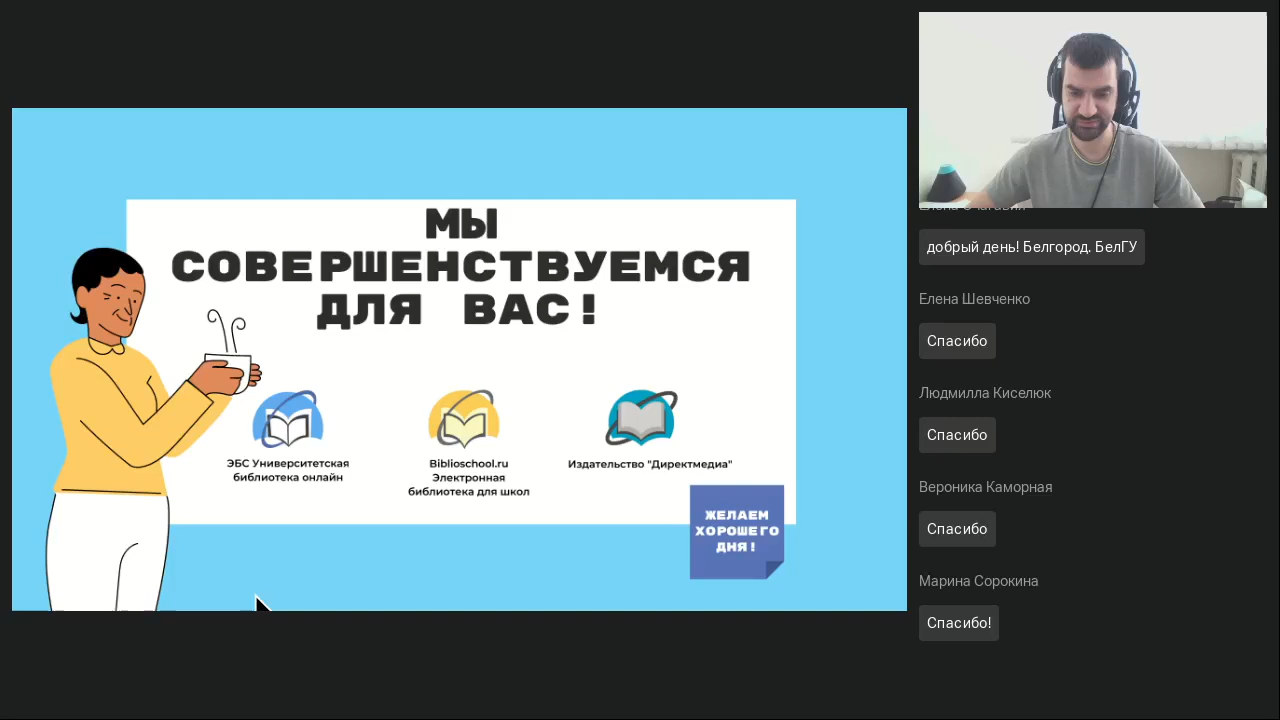 МЫ
СОВЕРШЕНСТВУЕМСЯ
ДЛЯ ВАС!
ЭБС Университетская
библиотека онлайн
Biblioschool.ru
Электронная
библиотека для школ
Издательство "Директмедиа"
ЖЕЛАЕМ
ХОРОШЕГО
ДНЯ!
добрый день! Белгород. БелГУ
Елена Шевченко
Спасибо
Людмилла Киселюк
Спасибо
Вероника Каморная
Спасибо
Марина Сорокина
Спасибо!